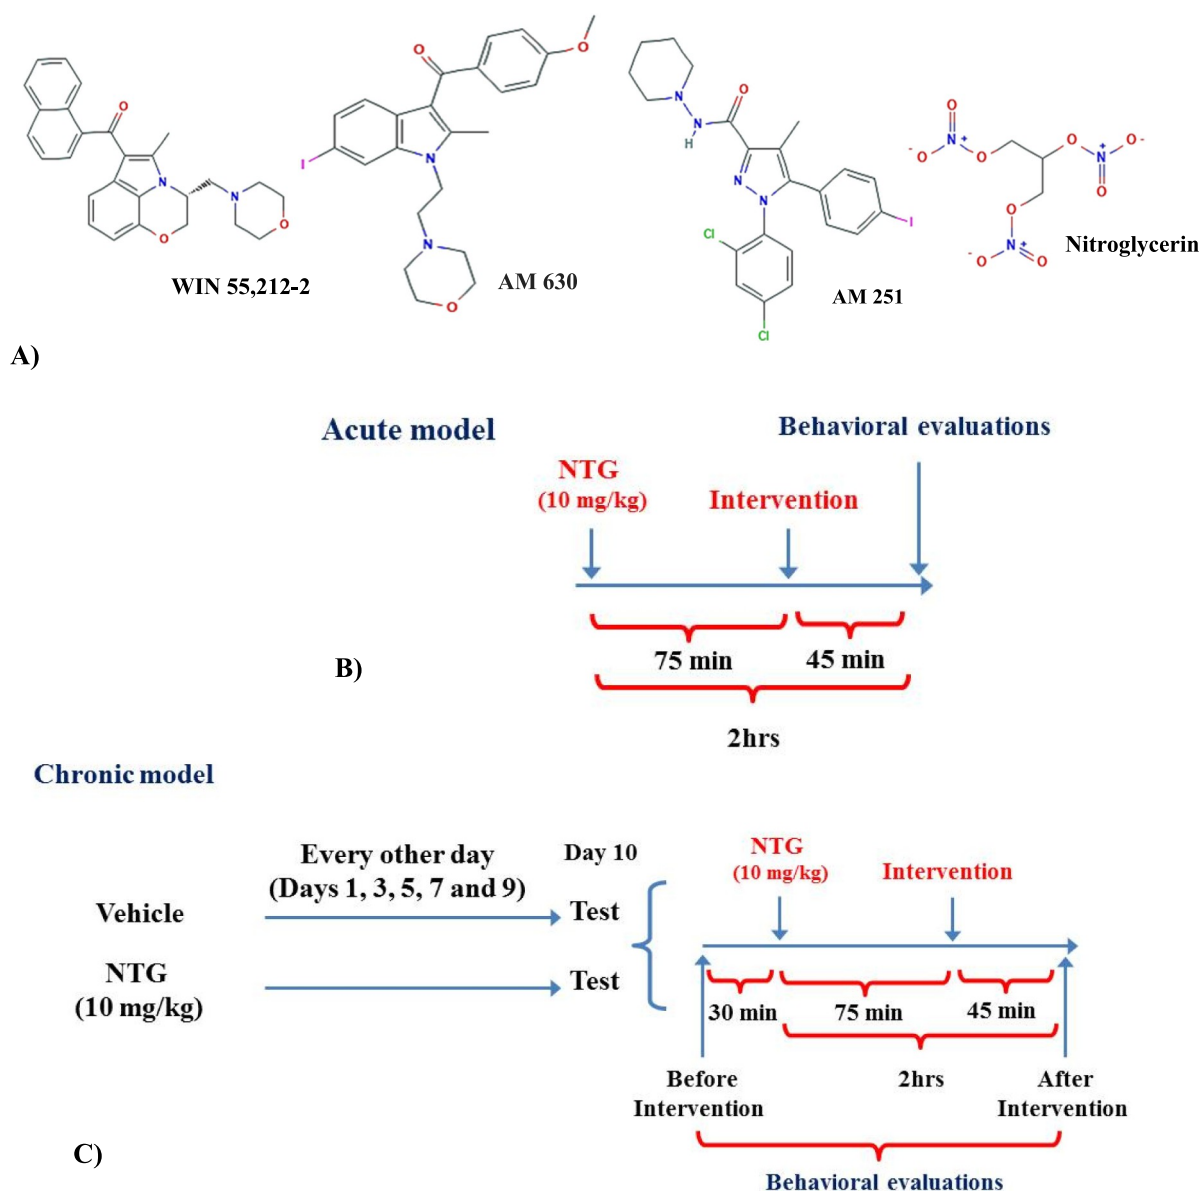 O
N
O
N
O
WIN 55,212-2
O
O
I
N
N
O
AM 630
N
N
H
O
N
N
Cl
Cl
I
AM 251
O
N+
-O
O
O
N+
O-
O
O
N+
-O
O
Nitroglycerin
A)
Acute model
Behavioral evaluations
NTG
(10 mg/kg)
Intervention
75 min
45 min
B)
2hrs
Chronic model
Every other day
(Days 1, 3, 5, 7 and 9)
Day 10
Vehicle
Test
NTG
(10 mg/kg)
Test
NTG
(10 mg/kg)
Intervention
30 min
75 min
45 min
2hrs
Before
Intervention
After
Intervention
C)
Behavioral evaluations